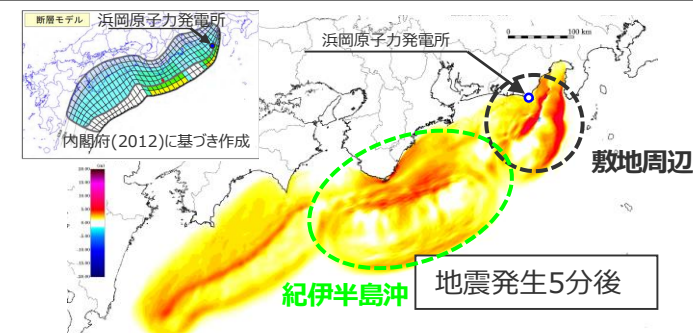 断層モデル
浜岡原子力発電所
内閣府(2012)に基づき作成
浜岡原子力発電所
0 100 km
敷地周辺
紀伊半島沖
地震発生5分後